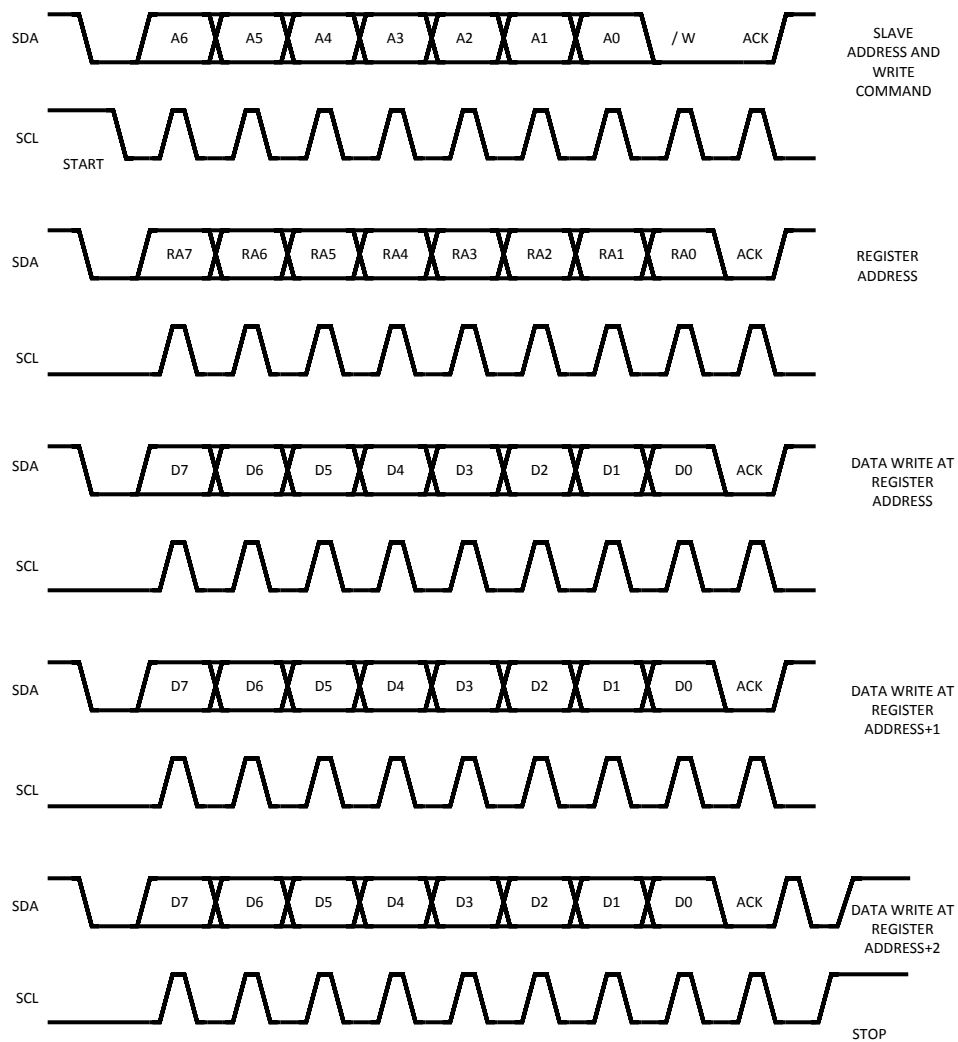 SDA
A6 A5 A4 A3 A2 A1 A0 / W ACK
SLAVE
ADDRESS AND
WRITE
COMMAND
SCL
START
SDA
RA7 RA6 RA5 RA4 RA3 RA2 RA1 RA0 ACK
REGISTER
ADDRESS
SCL
SDA
D7 D6 D5 D4 D3 D2 D1 D0 ACK
DATA WRITE AT
REGISTER
ADDRESS
SCL
SDA
D7 D6 D5 D4 D3 D2 D1 D0 ACK
DATA WRITE AT
REGISTER
ADDRESS+1
SCL
SDA
D7 D6 D5 D4 D3 D2 D1 D0 ACK
DATA WRITE AT
REGISTER
ADDRESS+2
SCL
STOP